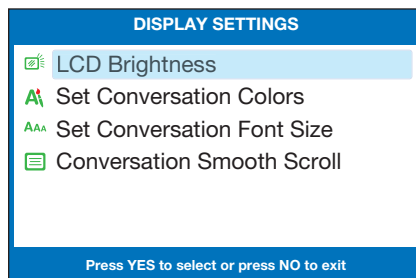 DISPLAY SETTINGS
LCD Brightness
Set Conversation Colors
AAA Set Conversation Font Size
Conversation Smooth Scroll
Press YES to select or press NO to exit